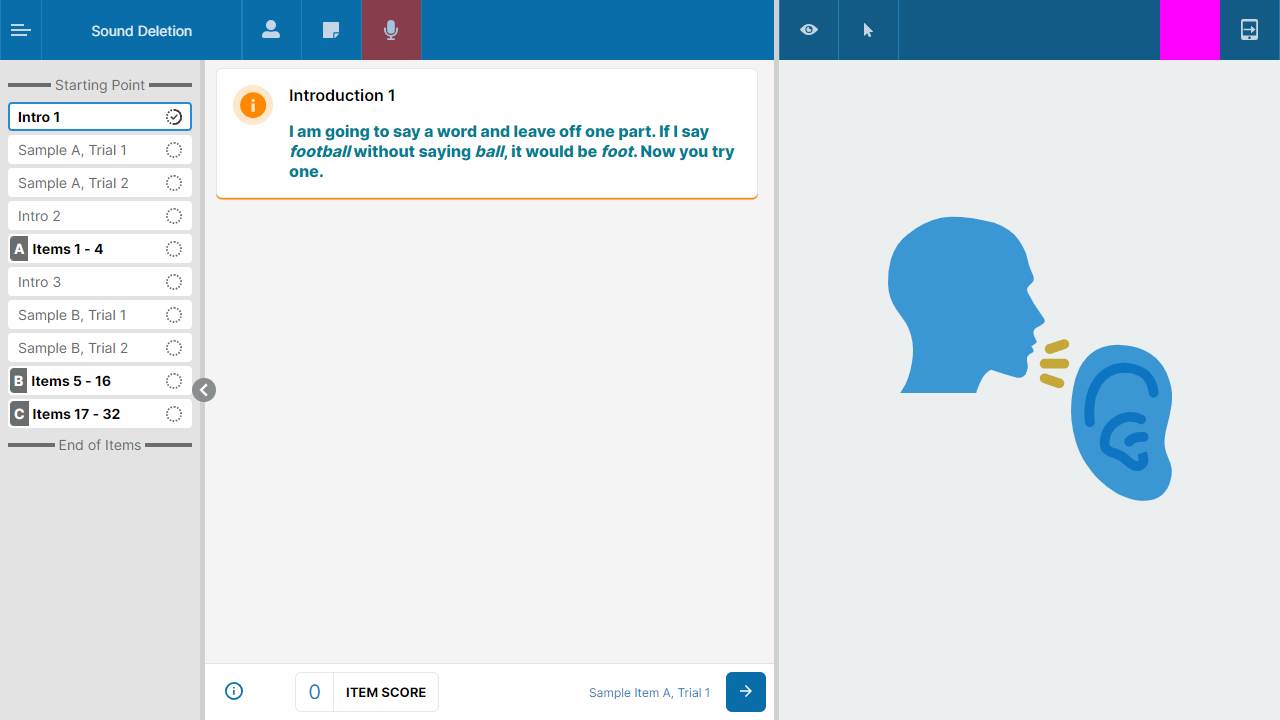 Sound Deletion
Starting Point
Intro 1
Sample A, Trial 1
Sample A, Trial 2
Intro 2
A Items 1 - 4
Intro 3
Sample B, Trial 1
Sample B, Trial 2
B Items 5 - 16
C Items 17 - 32
End of Items
Introduction 1
I am going to say a word and leave off one part. If I say
football without saying ball, it would be foot. Now you try
one.
0 ITEM SCORE
Sample Item A, Trial 1